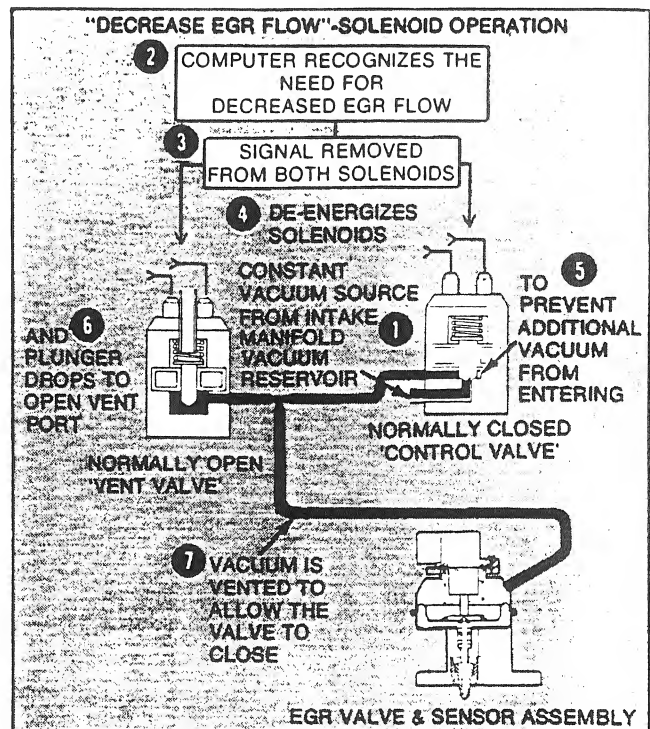 "DECREASE EGR FLOW"-SOLENOID OPERATION
2
COMPUTER RECOGNIZES THE
NEED FOR
DECREASED EGR FLOW
3
SIGNAL REMOVED
FROM BOTH SOLENOIDS
4 DE-ENERGIZES
SOLENOIDS
CONSTANT
VACUUM SOURCE
FROM INTAKE
MANIFOLD
VACUUM
RESERVOIR
1
5
TO
PREVENT
ADDITIONAL
VACUUM
FROM
ENTERING
6
AND
PLUNGER
DROPS TO
OPEN VENT
PORT
NORMALLY OPEN
'VENT VALVE'
NORMALLY CLOSED
'CONTROL VALVE'
7 VACUUM IS
VENTED TO
ALLOW THE
VALVE TO
CLOSE
EGR VALVE & SENSOR ASSEMBLY